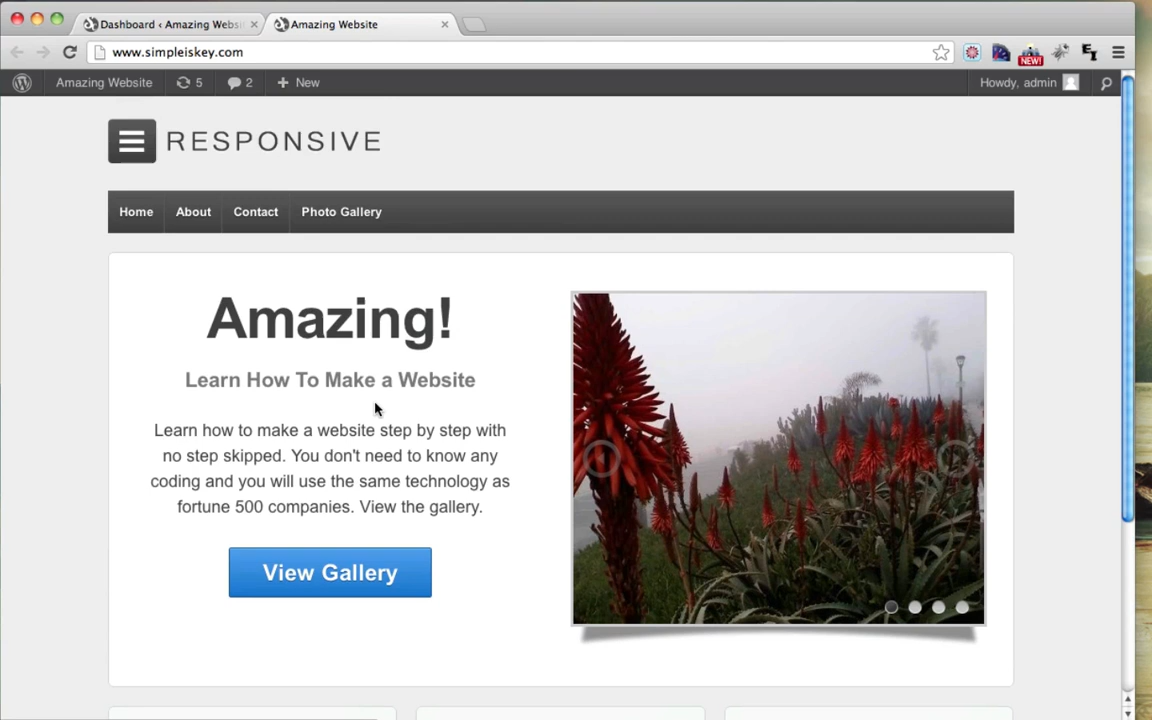 Dashboard ‹ Amazing Websi
Amazing Website
www.simpleiskey.com
NEW!
Amazing Website 5 2 New Howdy, admin
RESPONSIVE
Home About Contact Photo Gallery
Amazing!
Learn How To Make a Website
Learn how to make a website step by step with
no step skipped. You don't need to know any
coding and you will use the same technology as
fortune 500 companies. View the gallery.
View Gallery